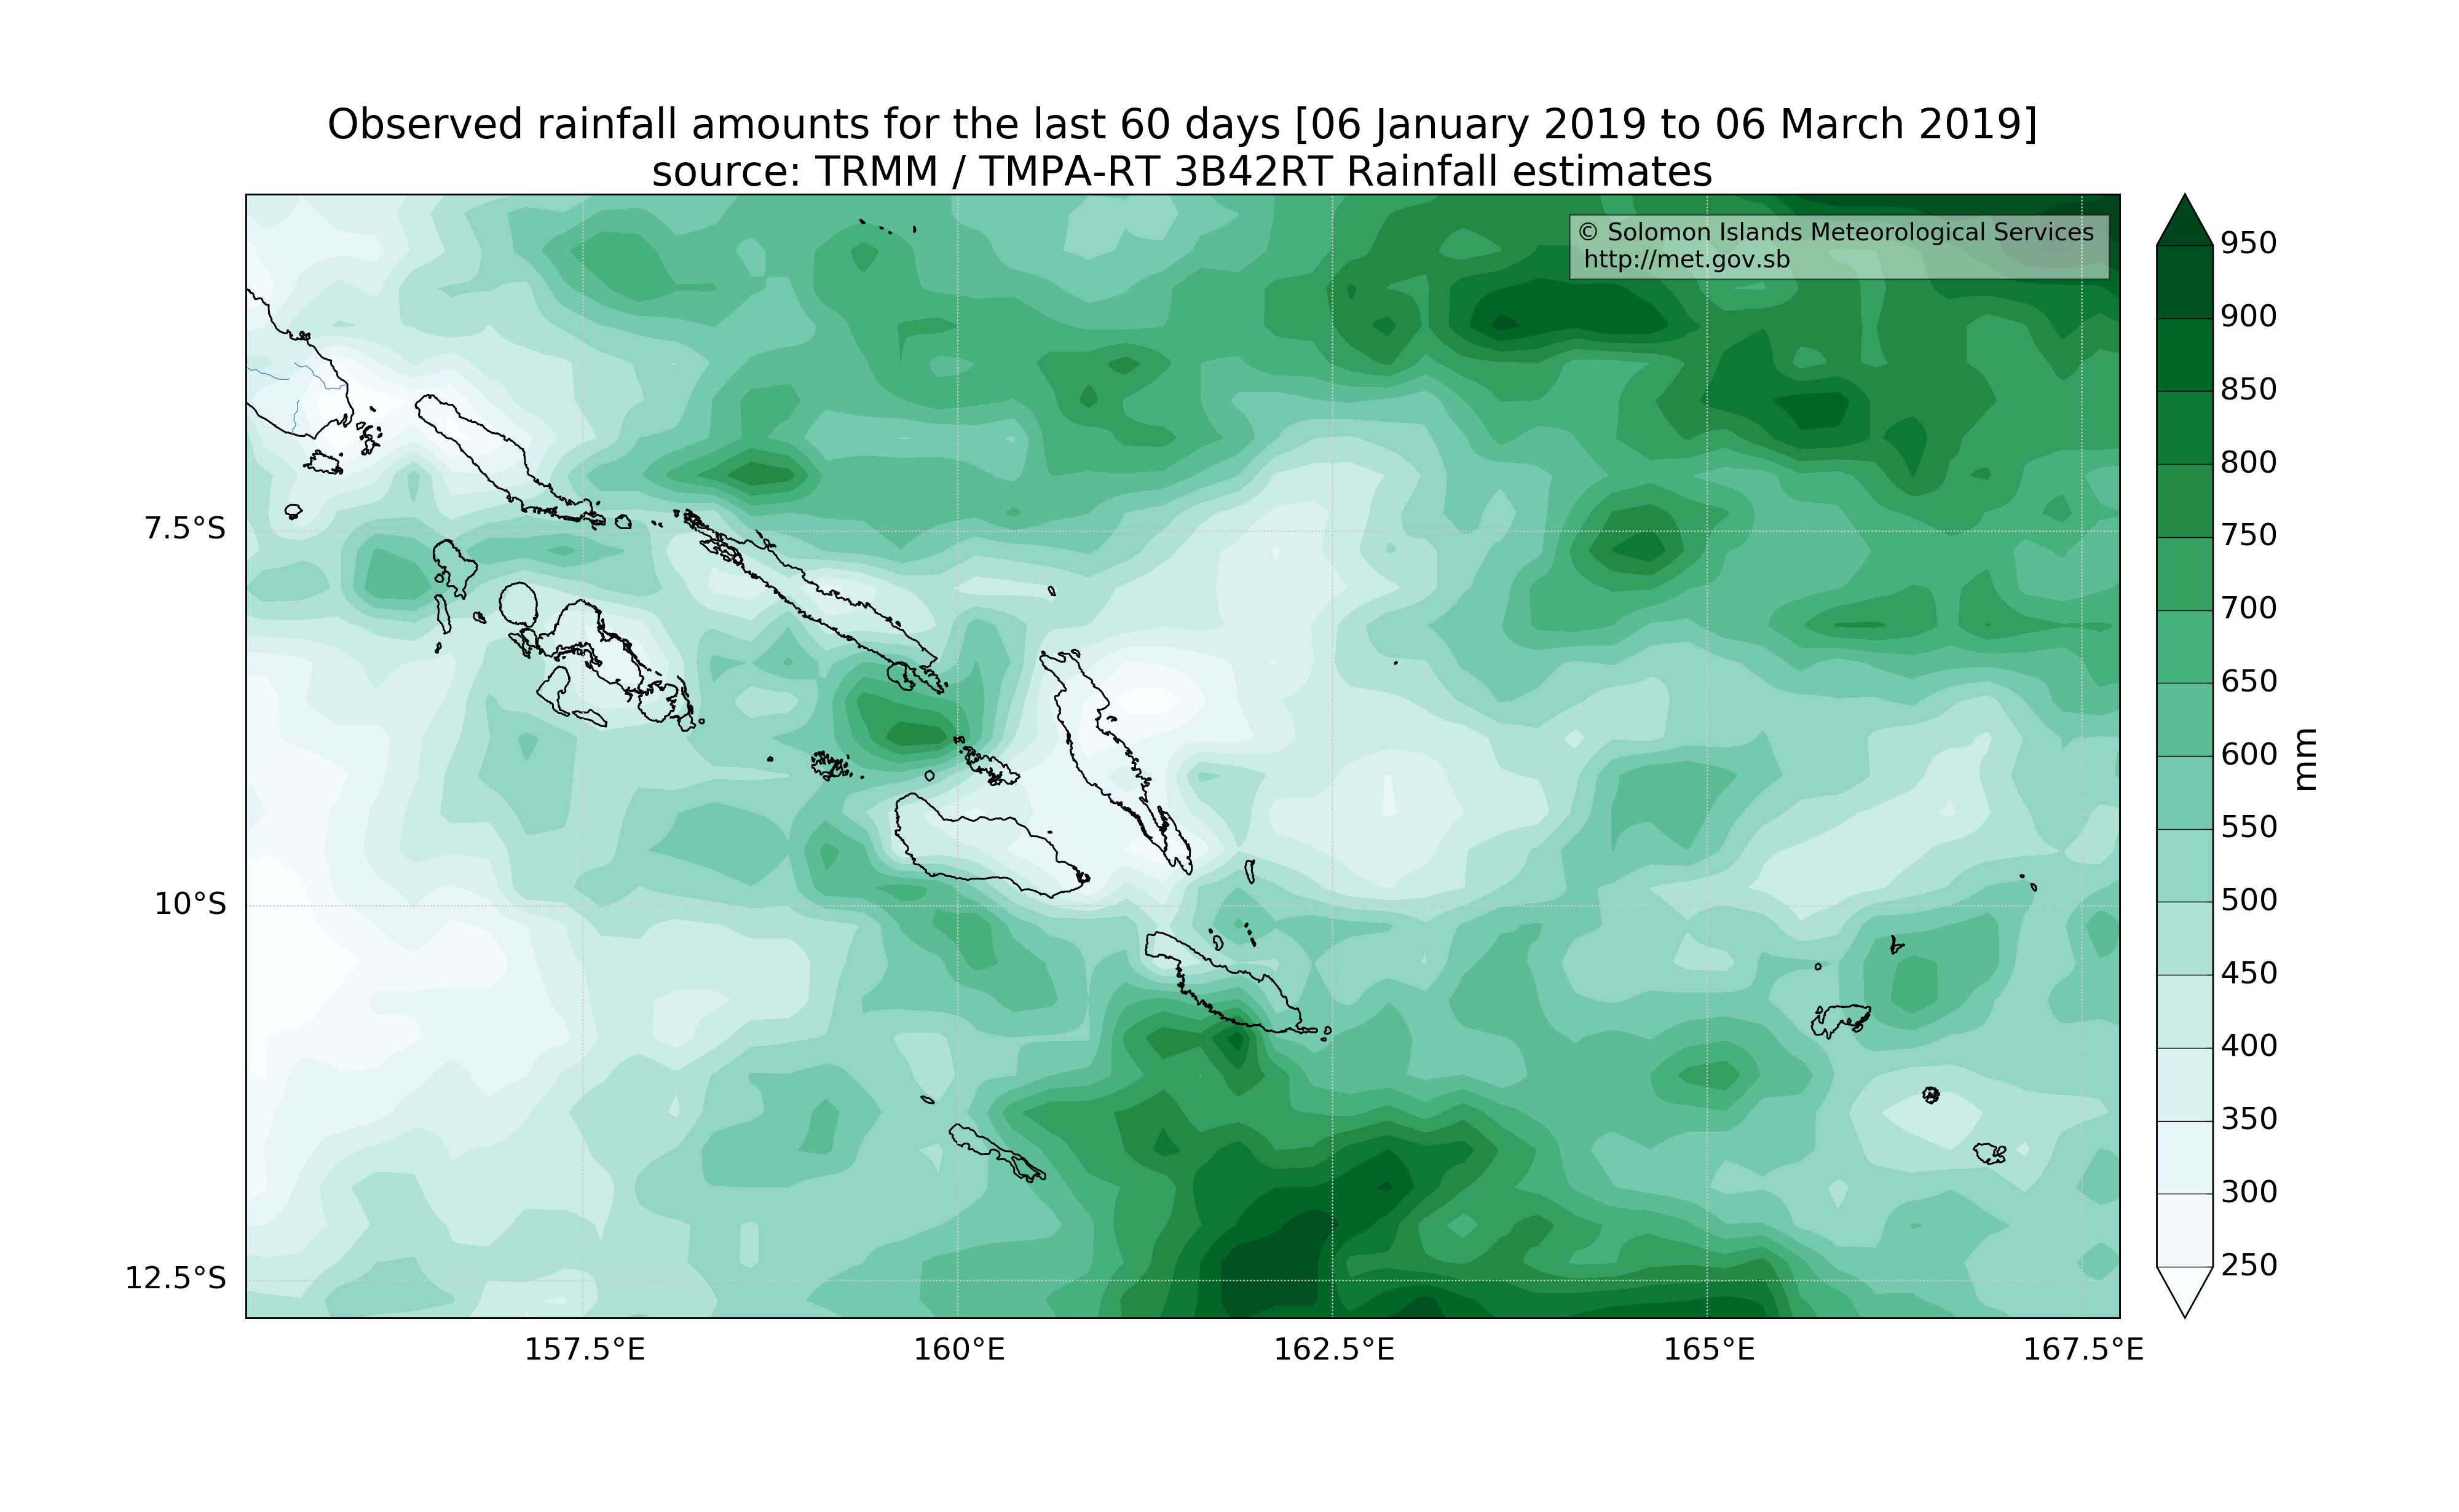 Observed rainfall amounts for the last 60 days [06 January 2019 to 06 March 2019]
source: TRMM / TMPA-RT 3B42RT Rainfall estimates
© Solomon Islands Meteorological Services
http://met.gov.sb
7.5°S
10°S
12.5°S
157.5°E
160°E
162.5°E
165°E
167.5°E
950
900
850
800
750
700
650
600
550
500
450
400
350
300
250
mm